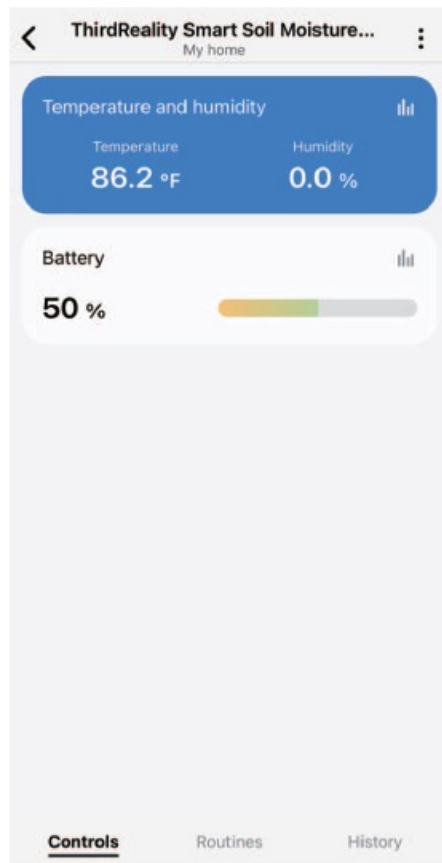 ThirdReality Smart Soil Moisture...
My home
Temperature and humidity
Temperature Humidity
86.2 °F 0.0 %
Battery
50 %
Controls Routines History